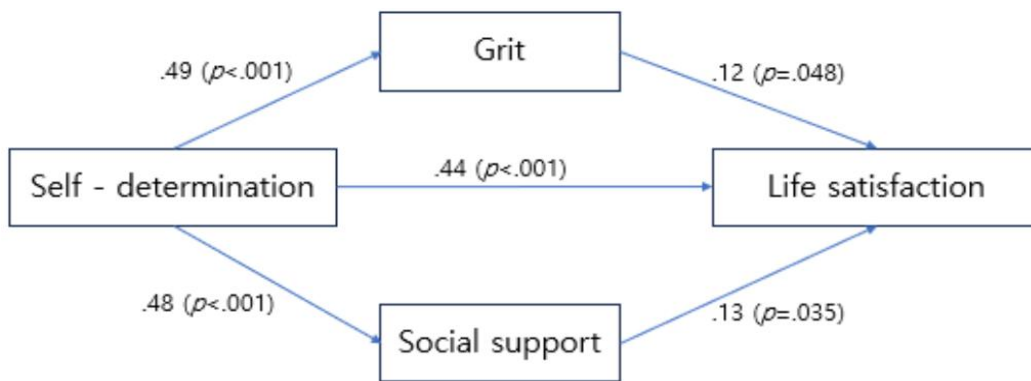 Grit
.49 (p<.001)
.12 (p=.048)
Self - determination
.44 (p<.001)
Life satisfaction
.48 (p<.001)
.13 (p=.035)
Social support